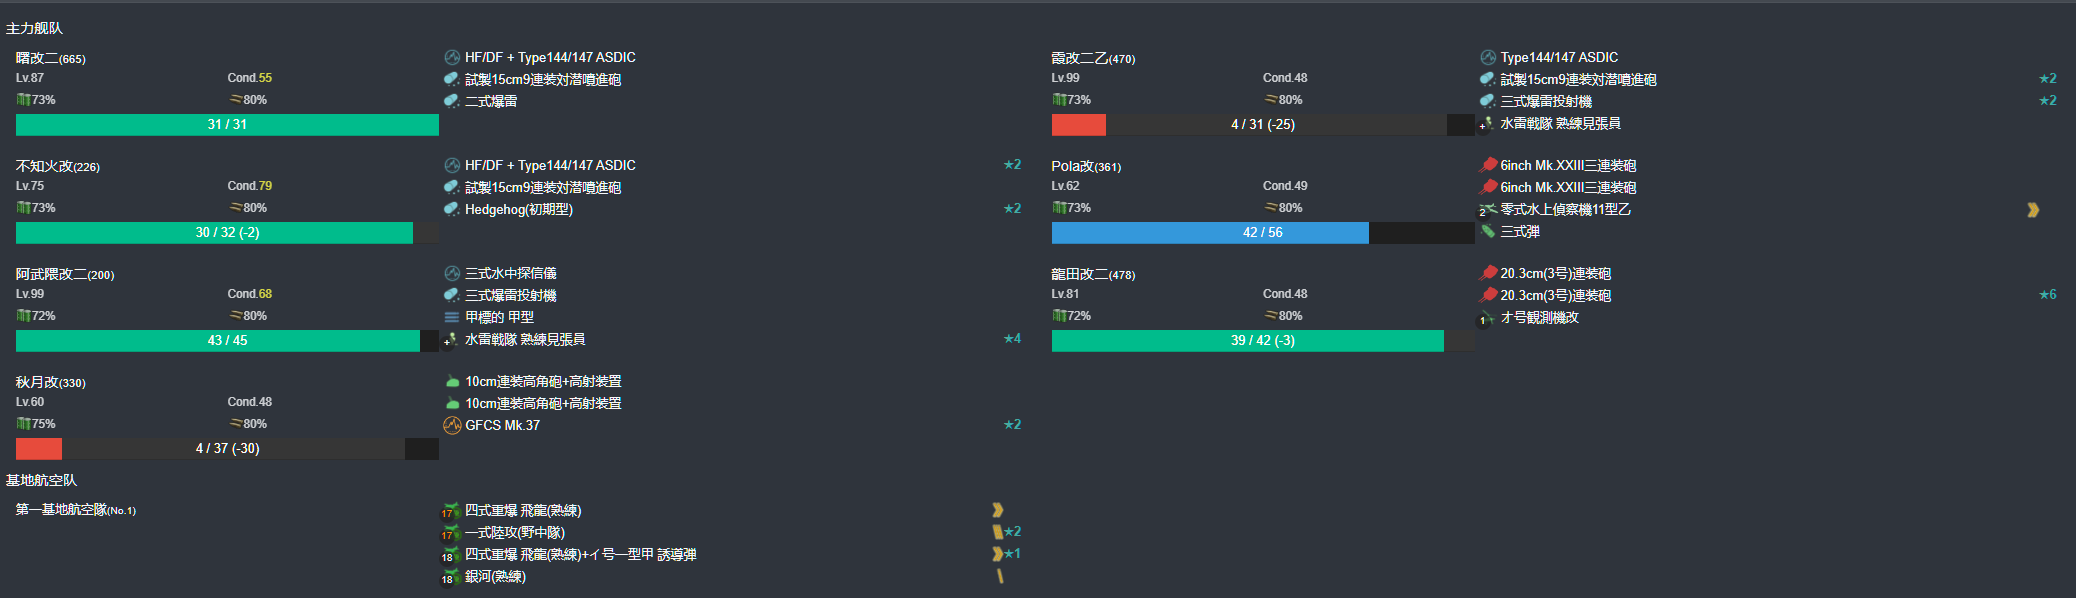 主力舰队
曙改二(665)
Lv.87 Cond.55
73% 80%
31 / 31
HF/DF + Type144/147 ASDIC
試製15cm9連装対潜噴進砲
二式爆雷
霞改二乙(470)
Lv.99 Cond.48
73% 80%
4 / 31 (-25)
Type144/147 ASDIC
試製15cm9連装対潜噴進砲 ★2
三式爆雷投射機 ★2
+ 水雷戦隊 熟練見張員
不知火改(226)
Lv.75 Cond.79
73% 80%
30 / 32 (-2)
HF/DF + Type144/147 ASDIC ★2
試製15cm9連装対潜噴進砲
Hedgehog(初期型) ★2
Pola改(361)
Lv.62 Cond.49
73% 80%
42 / 56
6inch Mk.XXIII三連装砲
6inch Mk.XXIII三連装砲
2 零式水上偵察機11型乙
三式弾
阿武隈改二(200)
Lv.99 Cond.68
72% 80%
43 / 45
三式水中探信儀
三式爆雷投射機
甲標的 甲型
+ 水雷戦隊 熟練見張員 ★4
龍田改二(478)
Lv.81 Cond.48
72% 80%
39 / 42 (-3)
20.3cm(3号)連装砲
20.3cm(3号)連装砲 ★6
1 オ号観測機改
秋月改(330)
Lv.60 Cond.48
75% 80%
4 / 37 (-30)
10cm連装高角砲+高射装置
10cm連装高角砲+高射装置
GFCS Mk.37 ★2
基地航空队
第一基地航空隊(No.1)
17 四式重爆 飛龍(熟練)
17 一式陸攻(野中隊) ★2
18 四式重爆 飛龍(熟練)+イ号一型甲 誘導弾 ★1
18 銀河(熟練)